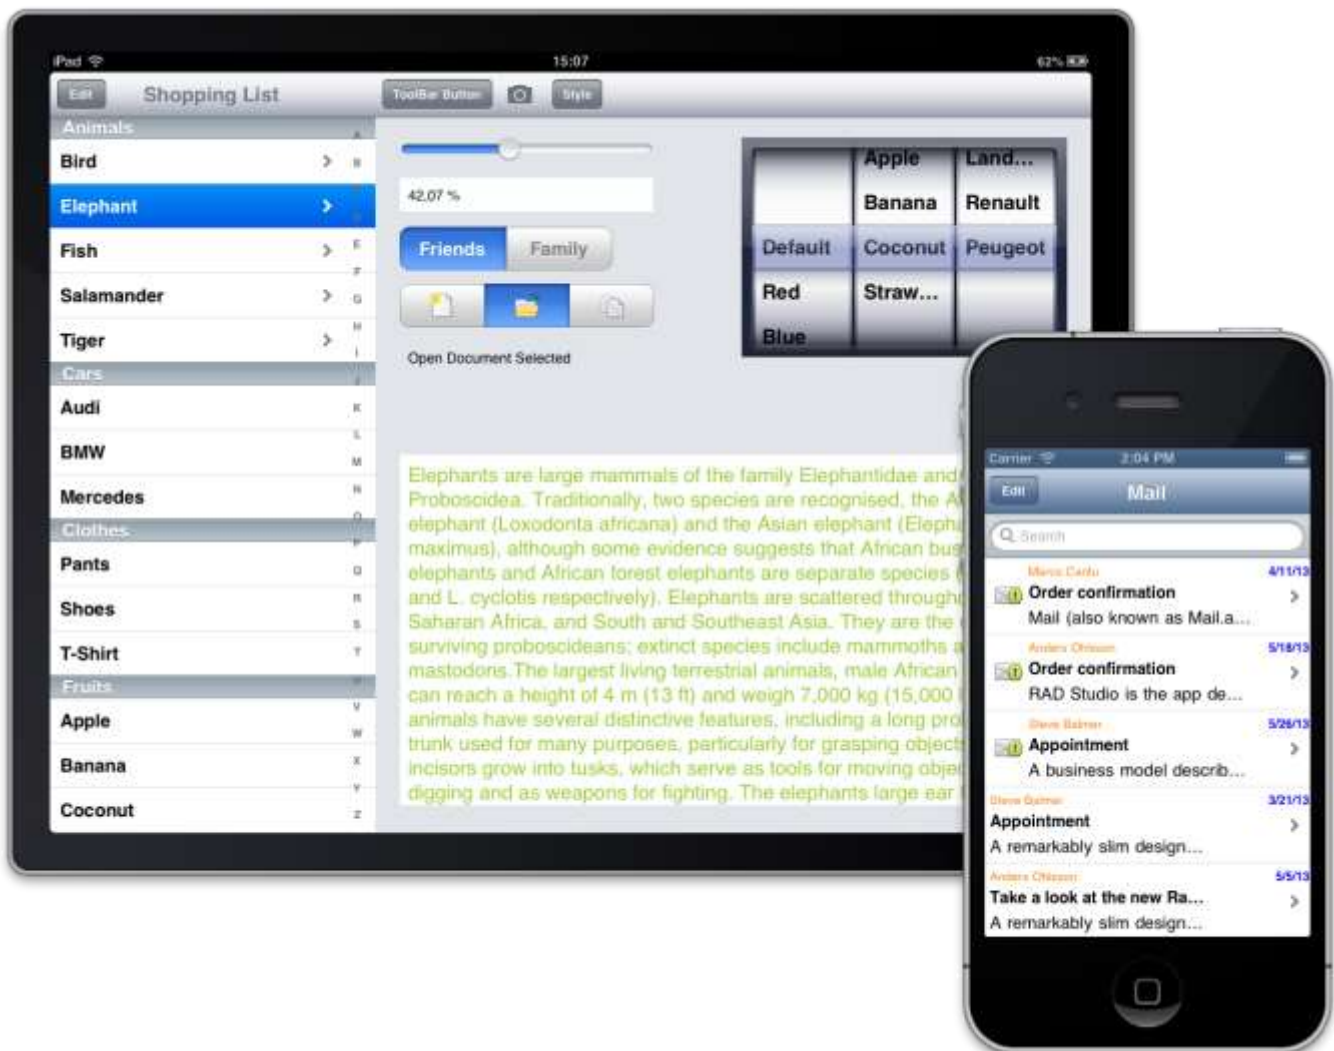 iPad
15:07
62%
Edit
Shopping List
ToolBar Button
Style
Animals
Bird
Elephant
Fish
Salamander
Tiger
Cars
Audi
BMW
Mercedes
Clothes
Pants
Shoes
T-Shirt
Fruits
Apple
Banana
Coconut
A
B
E
F
G
H
I
J
K
L
M
N
O
P
Q
R
S
T
V
W
X
Y
Z
42,07 %
Friends
Family
Open Document Selected
Apple Land...
Banana Renault
Default Coconut Peugeot
Red Straw...
Blue
Elephants are large mammals of the family Elephantidae and
Proboscidea. Traditionally, two species are recognised, the A
elephant (Loxodonta africana) and the Asian elephant (Eleph
maximus), although some evidence suggests that African bus
elephants and African forest elephants are separate species
and L. cyclotis respectively). Elephants are scattered through
Saharan Africa, and South and Southeast Asia. They are the
surviving proboscideans; extinct species include mammoths a
mastodons.The largest living terrestrial animals, male African
can reach a height of 4 m (13 ft) and weigh 7,000 kg (15,000
animals have several distinctive features, including a long pro
trunk used for many purposes, particularly for grasping objects
incisors grow into tusks, which serve as tools for moving obje
digging and as weapons for fighting. The elephants large ear
Carrier
2:04 PM
Edit
Mail
Search
Marco Cantu 4/11/13
Order confirmation
Mail (also known as Mail.a...
Anders Ohlsson 5/18/13
Order confirmation
RAD Studio is the app de...
Steve Balmer 5/26/13
Appointment
A business model describ...
Steve Balmer 3/21/13
Appointment
A remarkably slim design...
Anders Ohlsson 5/5/13
Take a look at the new Ra...
A remarkably slim design...